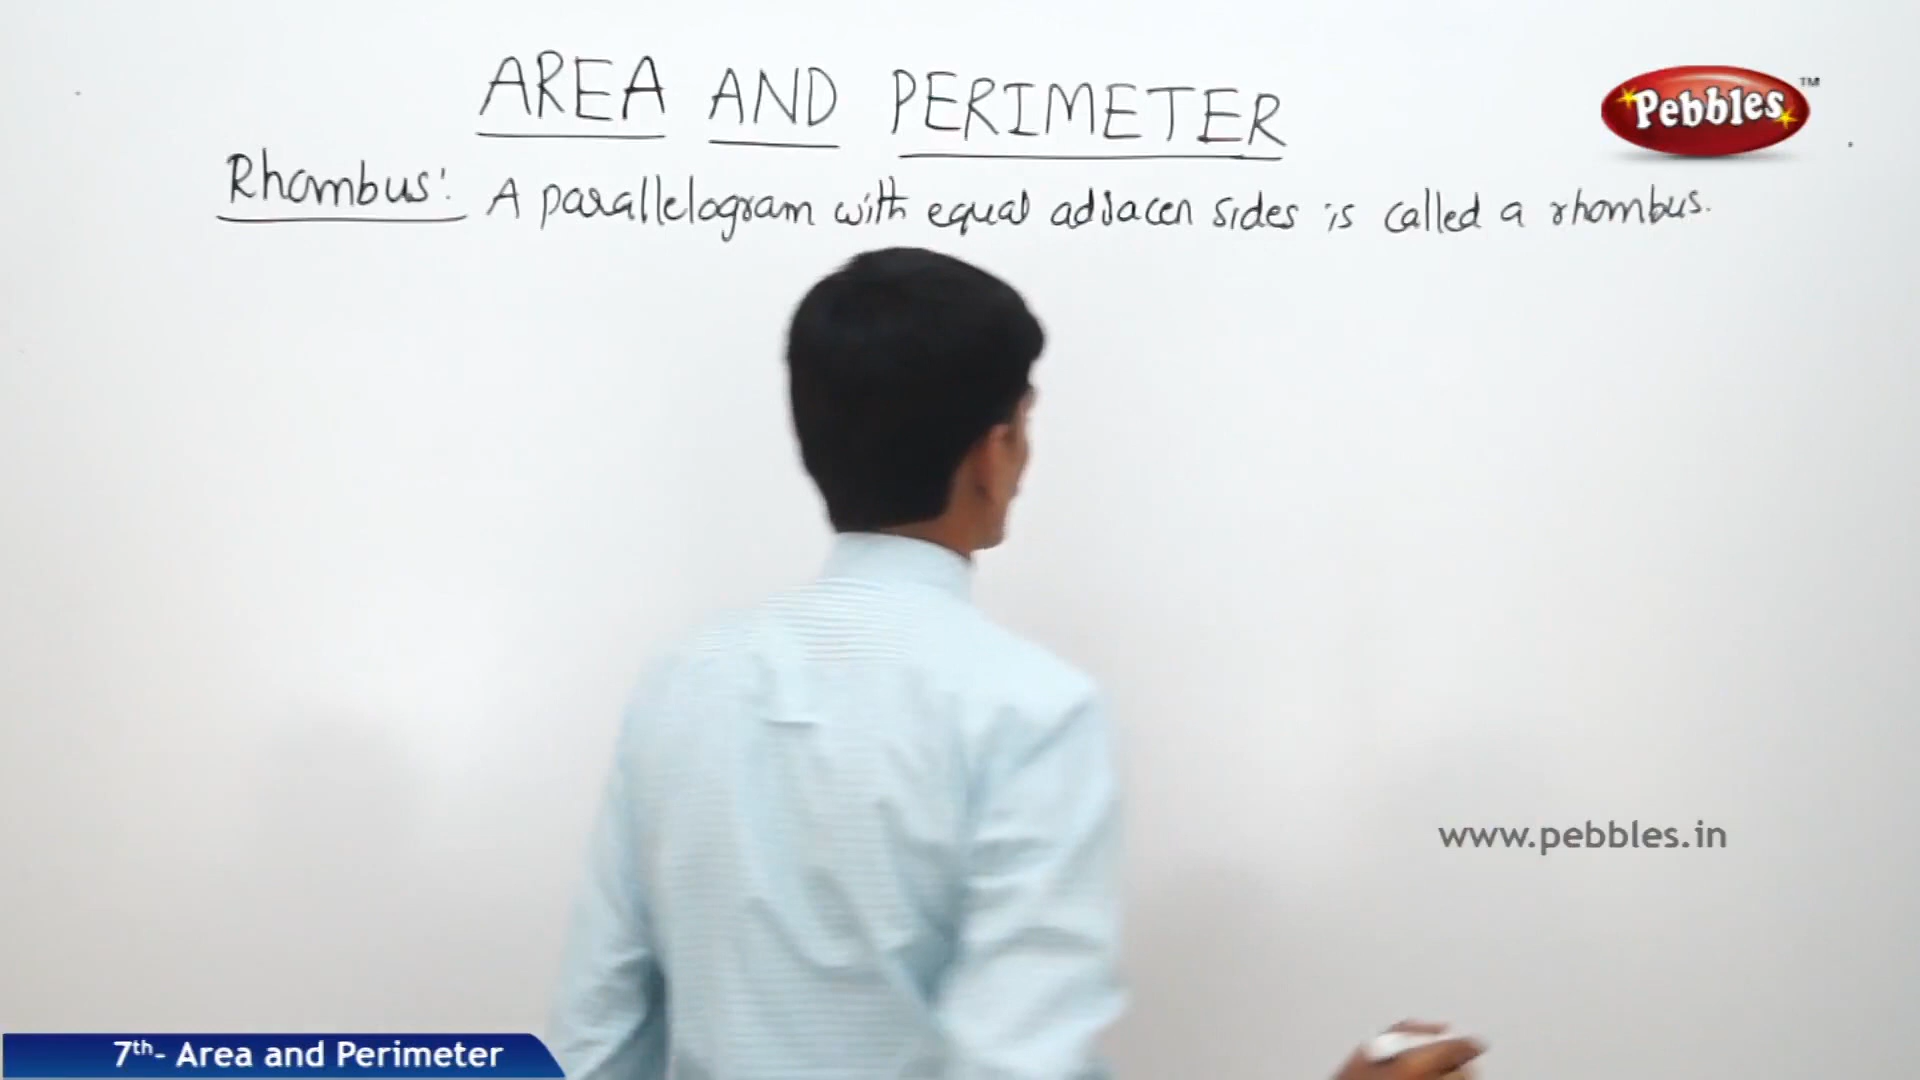 AREA AND PERIMETER
Pebbles™
Rhombus: A parallelogram with equal adjacen sides is called a rhombus.
www.pebbles.in
7th- Area and Perimeter